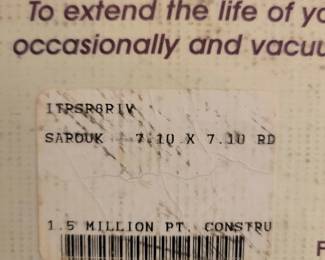 To extend the life of yo
occasionally and vacuu
ITRSR8RIV
SAROUK 7.10 X 7.10 RD
1.5 MILLION PT. CONSTRU
F